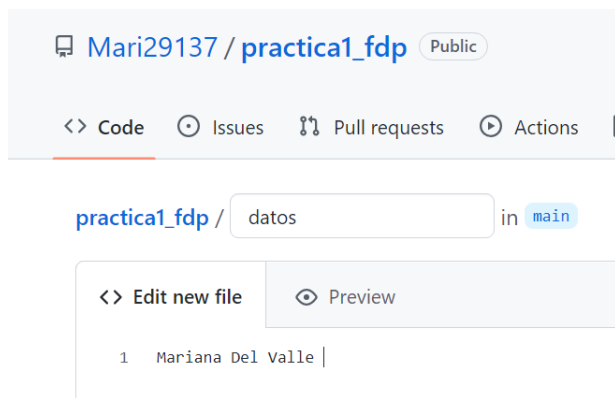 Mari29137 / practica1_fdp Public
Code Issues Pull requests Actions
practica1_fdp / datos in main
Edit new file Preview
1 Mariana Del Valle